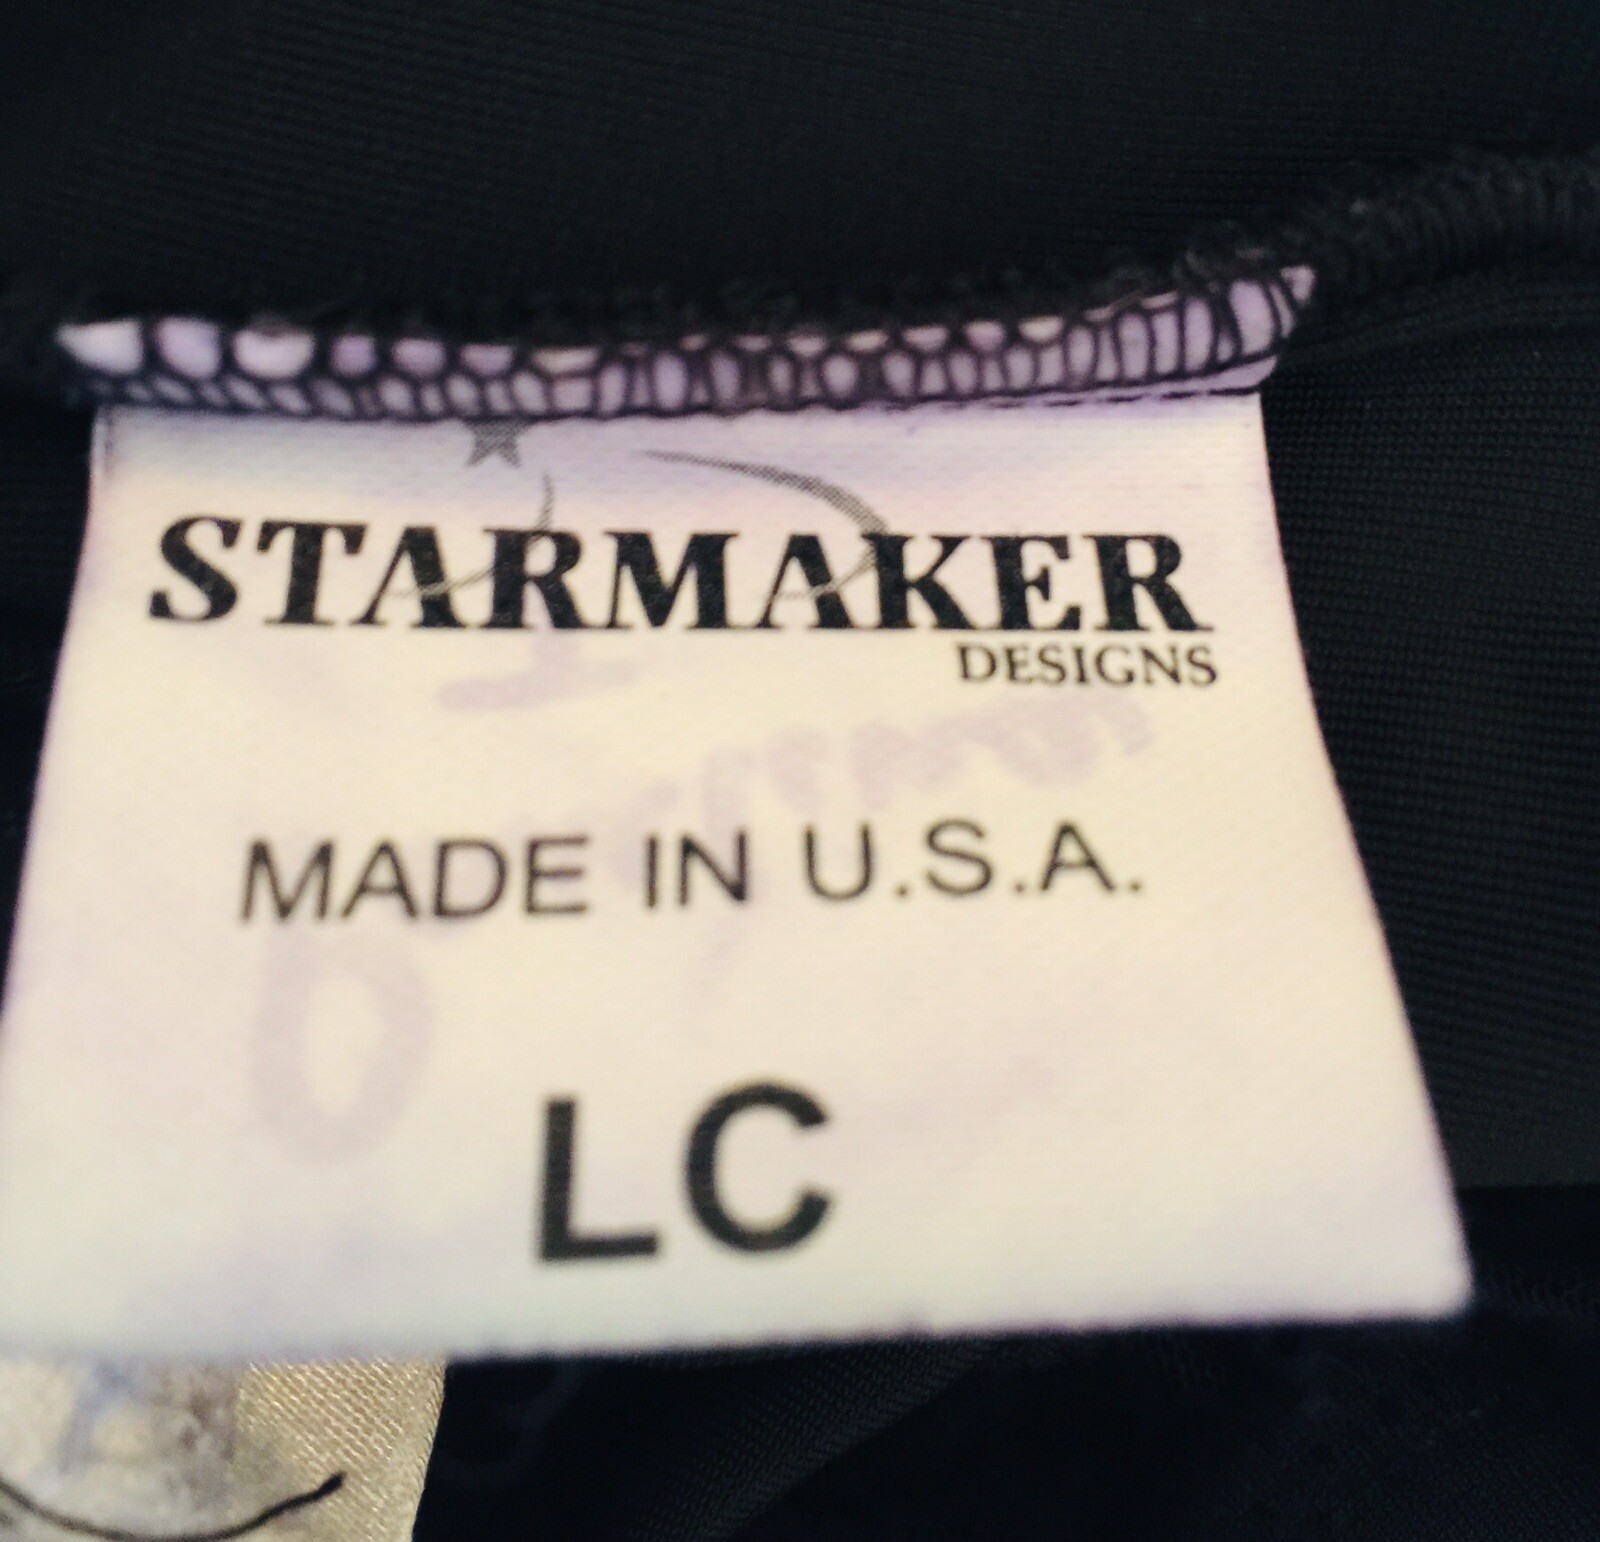 STARMAKER
DESIGNS
MADE IN U.S.A.
LC